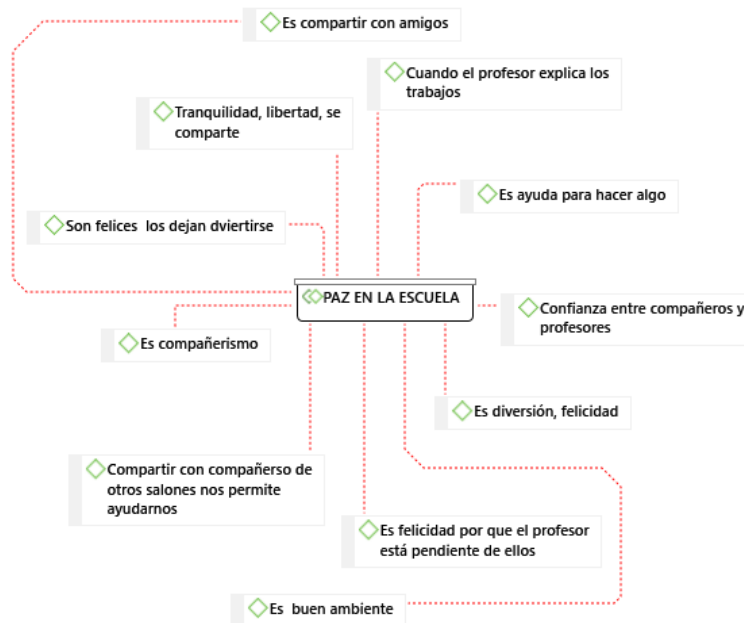 Es compartir con amigos
Cuando el profesor explica los
trabajos
Tranquilidad, libertad, se
comparte
Es ayuda para hacer algo
Son felices  los dejan dviertirse
PAZ EN LA ESCUELA
Confianza entre compañeros y
profesores
Es compañerismo
Es diversión, felicidad
Compartir con compañerso de
otros salones nos permite
ayudarnos
Es felicidad por que el profesor
está pendiente de ellos
Es  buen ambiente